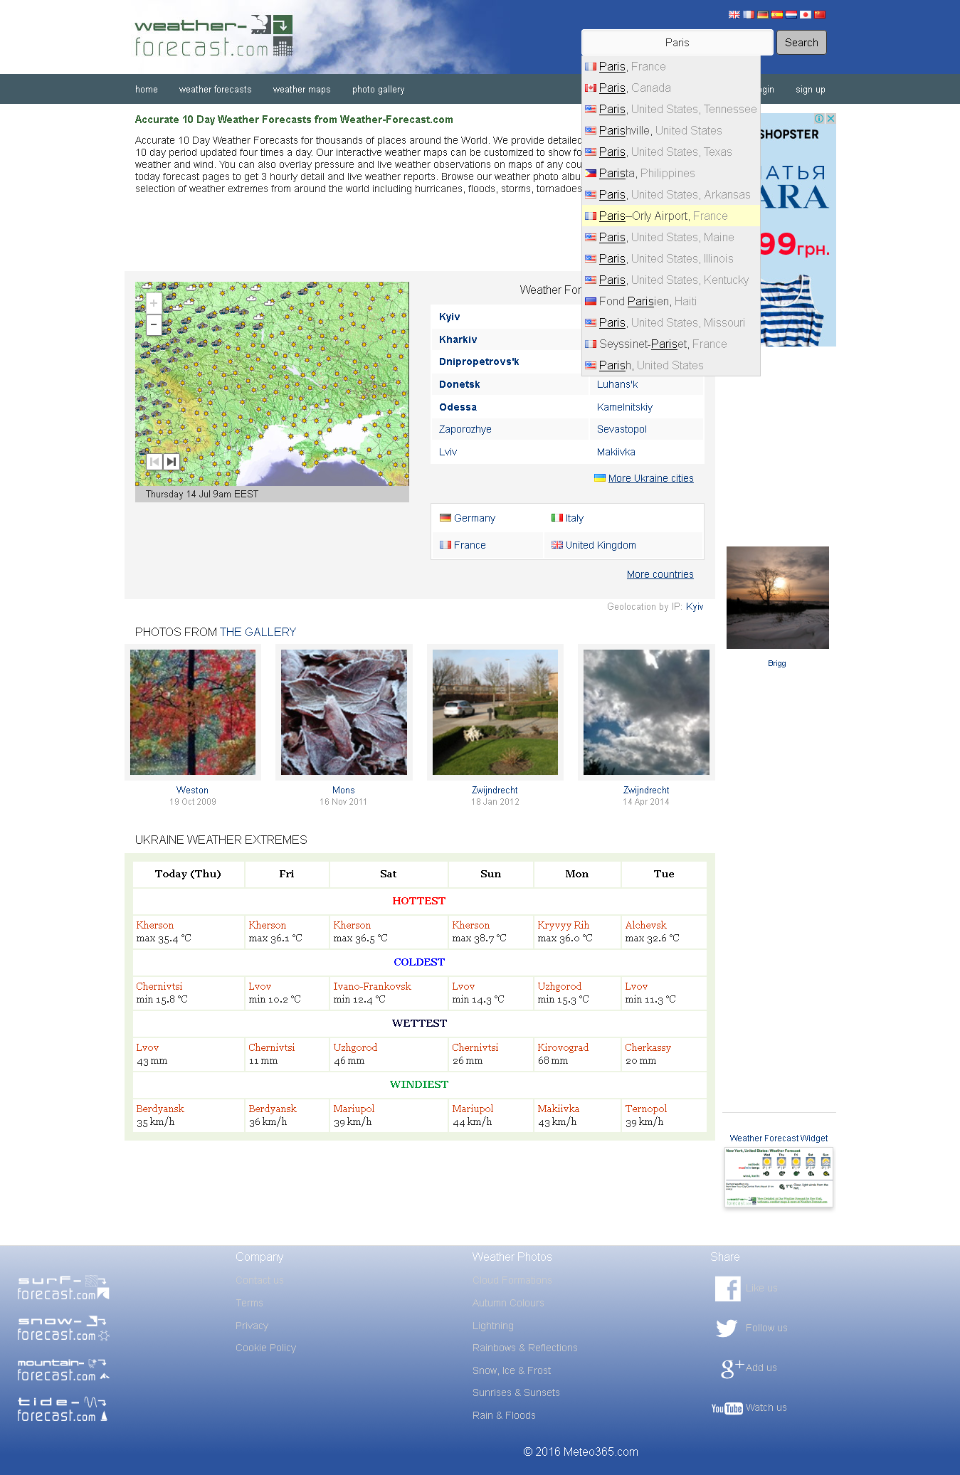 weather-
forecast.com
Paris
Search
Paris, France
Paris, Canada
Paris, United States, Tennessee
Parishville, United States
Paris, United States, Texas
Parista, Philippines
Paris, United States, Arkansas
Paris–Orly Airport, France
Paris, United States, Maine
Paris, United States, Illinois
Paris, United States, Kentucky
Fond Parisien, Haiti
Paris, United States, Missouri
Seyssinet-Pariset, France
Parish, United States
home
weather forecasts
weather maps
photo gallery
sign up
Accurate 10 Day Weather Forecasts from Weather-Forecast.com
Accurate 10 Day Weather Forecasts for thousands of places around the World. We provide detailed
10 day period updated four times a day. Our interactive weather maps can be customized to show fo
weather and wind. You can also overlay pressure and live weather observations on maps of any cou
today forecast pages to get 3 hourly detail and live weather reports. Browse our weather photo albu
selection of weather extremes from around the world including hurricanes, floods, storms, tornadoes
SHOPSTER
АТЬЯ
ARA
99грн.
Weather For
Kyiv
Kharkiv
Dnipropetrovs'k
Donetsk
Luhans'k
Odessa
Kamelnitskiy
Zaporozhye
Sevastopol
Lviv
Makiivka
More Ukraine cities
Thursday 14 Jul 9am EEST
Germany
Italy
France
United Kingdom
More countries
Geolocation by IP: Kyiv
PHOTOS FROM THE GALLERY
Brigg
Weston
19 Oct 2009
Mons
16 Nov 2011
Zwijndrecht
18 Jan 2012
Zwijndrecht
14 Apr 2014
UKRAINE WEATHER EXTREMES
Today (Thu) Fri Sat Sun Mon Tue
HOTTEST
Kherson Kherson Kherson Kherson Kryvyy Rih Alchevsk
max 35.4 °C max 36.1 °C max 36.5 °C max 38.7 °C max 36.0 °C max 32.6 °C
COLDEST
Chernivtsi Lvov Ivano-Frankovsk Lvov Uzhgorod Lvov
min 15.8 °C min 10.2 °C min 12.4 °C min 14.3 °C min 15.3 °C min 11.3 °C
WETTEST
Lvov Chernivtsi Uzhgorod Chernivtsi Kirovograd Cherkassy
43 mm 11 mm 46 mm 26 mm 68 mm 20 mm
WINDIEST
Berdyansk Berdyansk Mariupol Mariupol Makiivka Ternopol
35 km/h 36 km/h 39 km/h 44 km/h 43 km/h 39 km/h
Weather Forecast Widget
New York, United States: Weather Forecast
surf-
forecast.com
snow-
forecast.com
mountain-
forecast.com
tide-
forecast.com
Company
Contact us
Terms
Privacy
Cookie Policy
Weather Photos
Cloud Formations
Autumn Colours
Lightning
Rainbows & Reflections
Snow, Ice & Frost
Sunrises & Sunsets
Rain & Floods
Share
Like us
Follow us
Add us
YouTube Watch us
© 2016 Meteo365.com